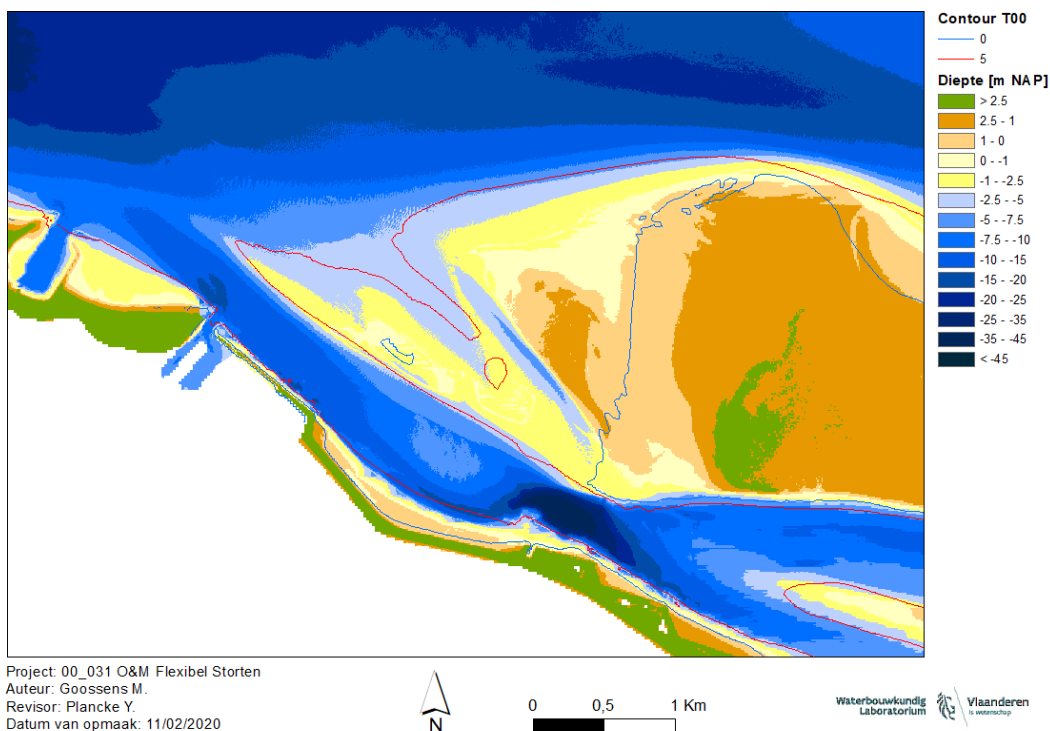 Contour T00
0
5
Diepte [m NAP]
> 2.5
2.5 - 1
1 - 0
0 - -1
-1 - -2.5
-2.5 - -5
-5 - -7.5
-7.5 - -10
-10 - -15
-15 - -20
-20 - -25
-25 - -35
-35 - -45
< -45
Project: 00_031 O&M Flexibel Storten
Auteur: Goossens M.
Revisor: Plancke Y.
Datum van opmaak: 11/02/2020
N
0 0,5 1 Km
Waterbouwkundig
Laboratorium
Vlaanderen
is wetenschap